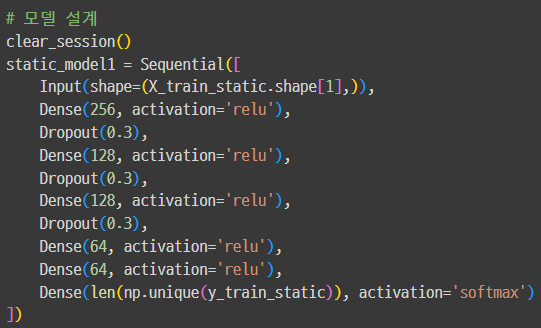 # 모델 설계
clear_session()
static_model1 = Sequential([
    Input(shape=(X_train_static.shape[1],)),
    Dense(256, activation='relu'),
    Dropout(0.3),
    Dense(128, activation='relu'),
    Dropout(0.3),
    Dense(128, activation='relu'),
    Dropout(0.3),
    Dense(64, activation='relu'),
    Dense(64, activation='relu'),
    Dense(len(np.unique(y_train_static)), activation='softmax')
])